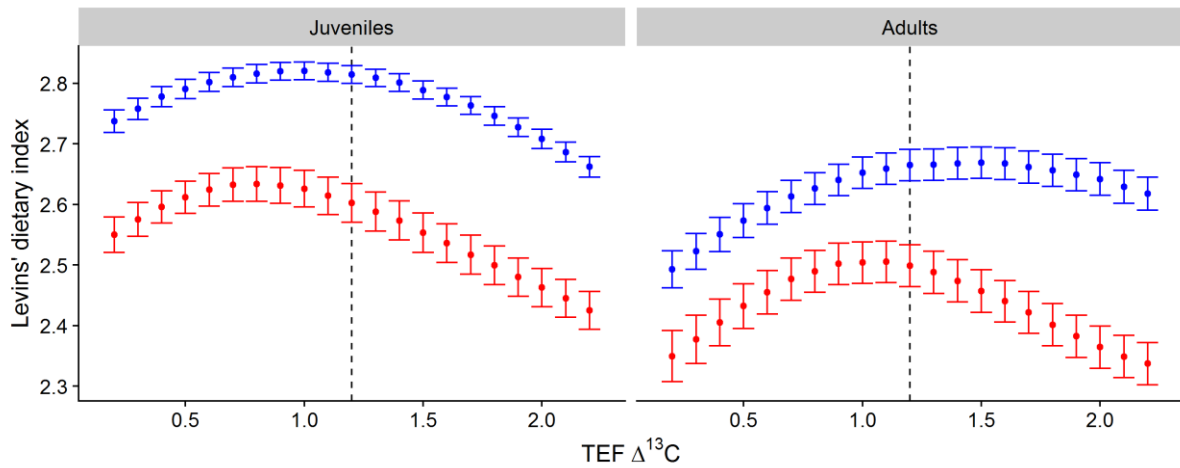 Juveniles
Adults
Levins' dietary index
2.8
2.7
2.6
2.5
2.4
2.3
0.5 1.0 1.5 2.0
0.5 1.0 1.5 2.0
TEF Δ¹³C